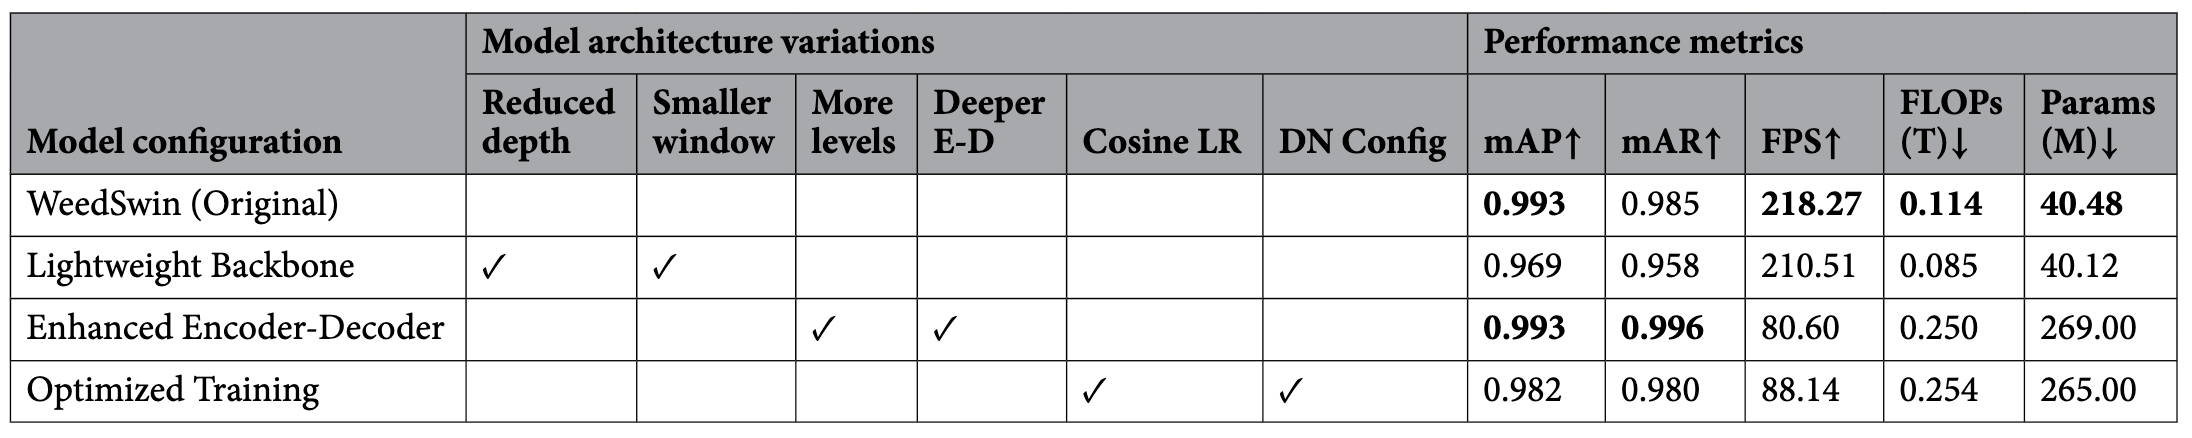 Model configuration | Model architecture variations | Performance metrics
Reduced depth | Smaller window | More levels | Deeper E-D | Cosine LR | DN Config | mAP↑ | mAR↑ | FPS↑ | FLOPs (T)↓ | Params (M)↓
WeedSwin (Original) | | | | | | | 0.993 | 0.985 | 218.27 | 0.114 | 40.48
Lightweight Backbone | ✓ | ✓ | | | | | 0.969 | 0.958 | 210.51 | 0.085 | 40.12
Enhanced Encoder-Decoder | | | ✓ | ✓ | | | 0.993 | 0.996 | 80.60 | 0.250 | 269.00
Optimized Training | | | | | ✓ | ✓ | 0.982 | 0.980 | 88.14 | 0.254 | 265.00